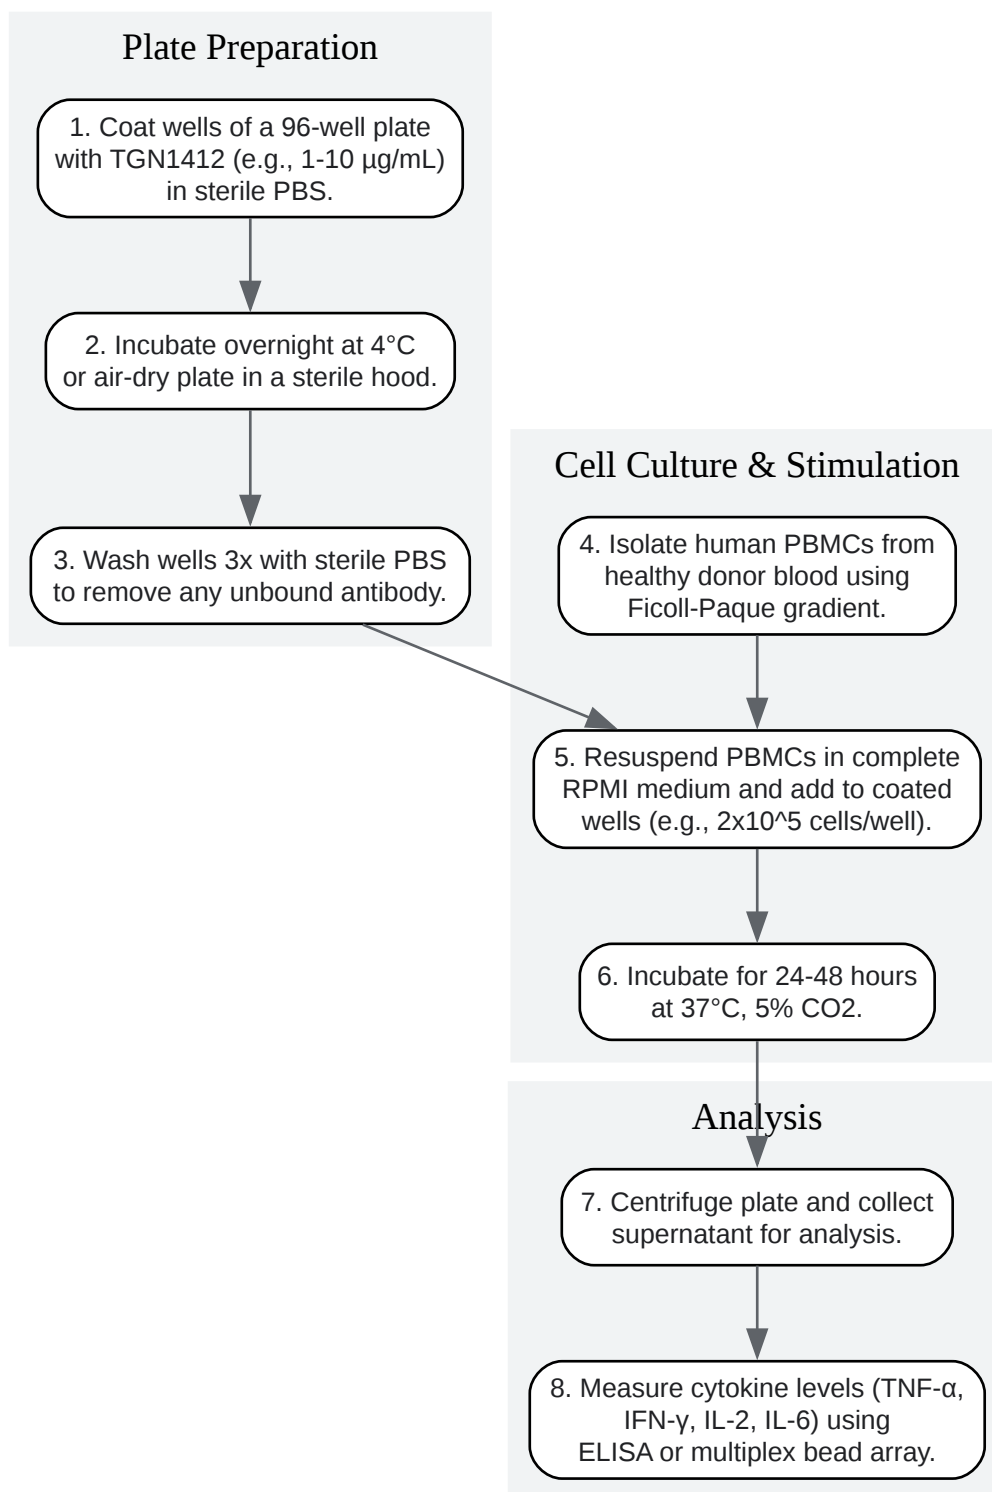 Plate Preparation
1. Coat wells of a 96-well plate
with TGN1412 (e.g., 1-10 µg/mL)
in sterile PBS.
2. Incubate overnight at 4°C
or air-dry plate in a sterile hood.
3. Wash wells 3x with sterile PBS
to remove any unbound antibody.
Cell Culture & Stimulation
4. Isolate human PBMCs from
healthy donor blood using
Ficoll-Paque gradient.
5. Resuspend PBMCs in complete
RPMI medium and add to coated
wells (e.g., 2x10^5 cells/well).
6. Incubate for 24-48 hours
at 37°C, 5% CO2.
Analysis
7. Centrifuge plate and collect
supernatant for analysis.
8. Measure cytokine levels (TNF-α,
IFN-γ, IL-2, IL-6) using
ELISA or multiplex bead array.